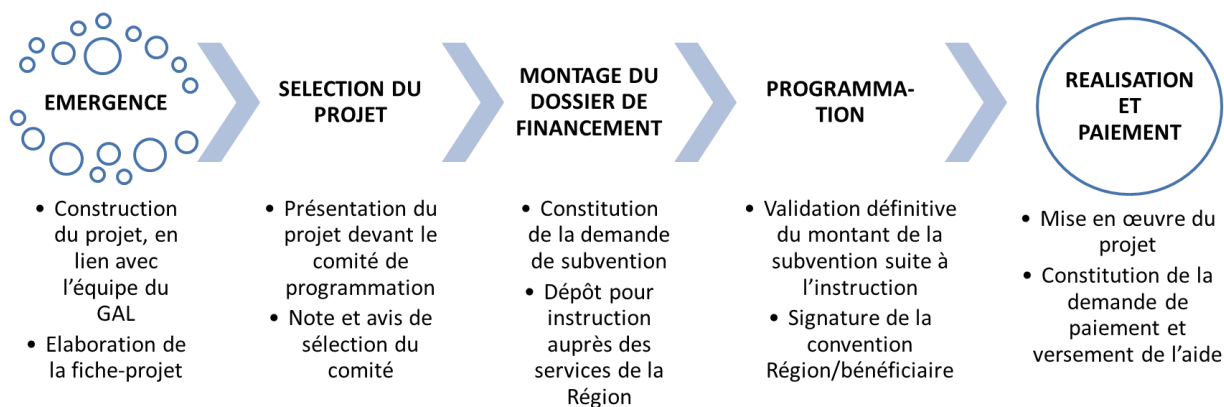 EMERGENCE
• Construction
du projet, en
lien avec
l’équipe du
GAL
• Elaboration de
la fiche-projet
SELECTION DU
PROJET
• Présentation du
projet devant le
comité de
programmation
• Note et avis de
sélection du
comité
MONTAGE DU
DOSSIER DE
FINANCEMENT
• Constitution
de la demande
de subvention
• Dépôt pour
instruction
auprès des
services de la
Région
PROGRAMMA-
TION
• Validation définitive
du montant de la
subvention suite à
l’instruction
• Signature de la
convention
Région/bénéficiaire
REALISATION
ET
PAIEMENT
• Mise en œuvre du
projet
• Constitution de la
demande de
paiement et
versement de l’aide